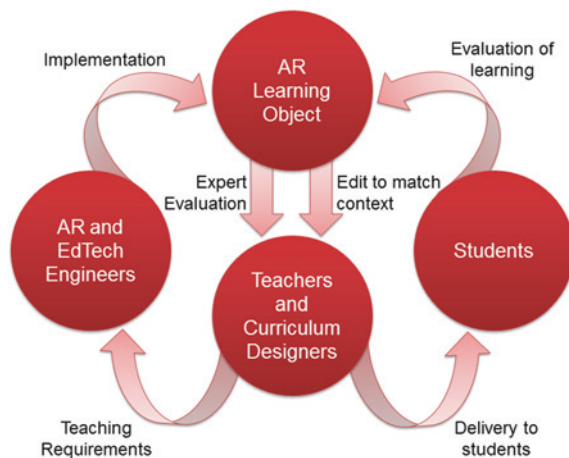 Implementation
AR
Learning
Object
Evaluation of
learning
Expert
Evaluation
Edit to match
context
AR and
EdTech
Engineers
Students
Teachers
and
Curriculum
Designers
Teaching
Requirements
Delivery to
students